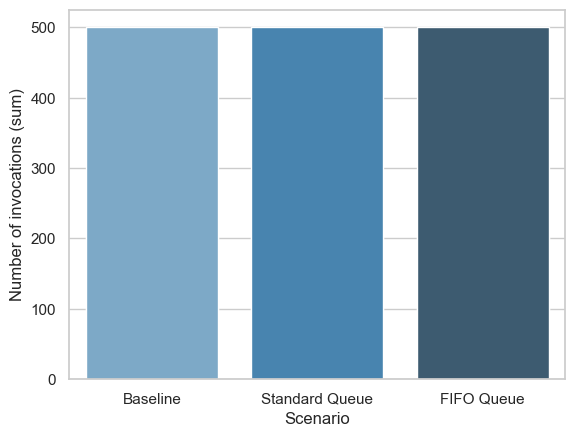 Number of invocations (sum)
500
400
300
200
100
0
Baseline
Standard Queue
FIFO Queue
Scenario